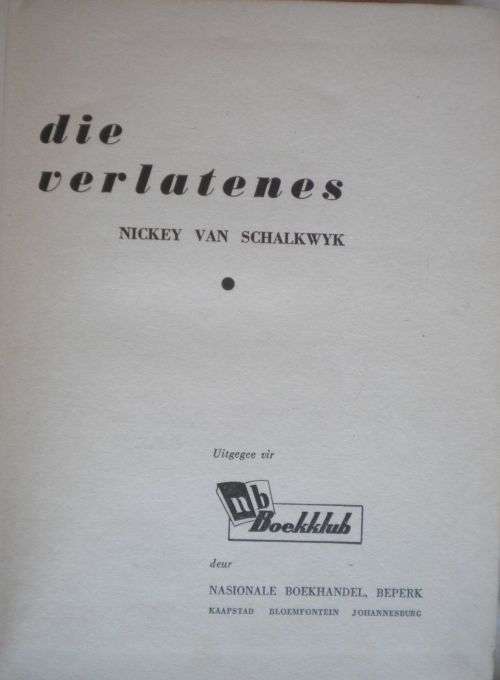 die
verlatenes
NICKEY VAN SCHALKWYK
Uitgegee vir
nb
Boekklub
deur
NASIONALE BOEKHANDEL, BEPERK
KAAPSTAD BLOEMFONTEIN JOHANNESBURG